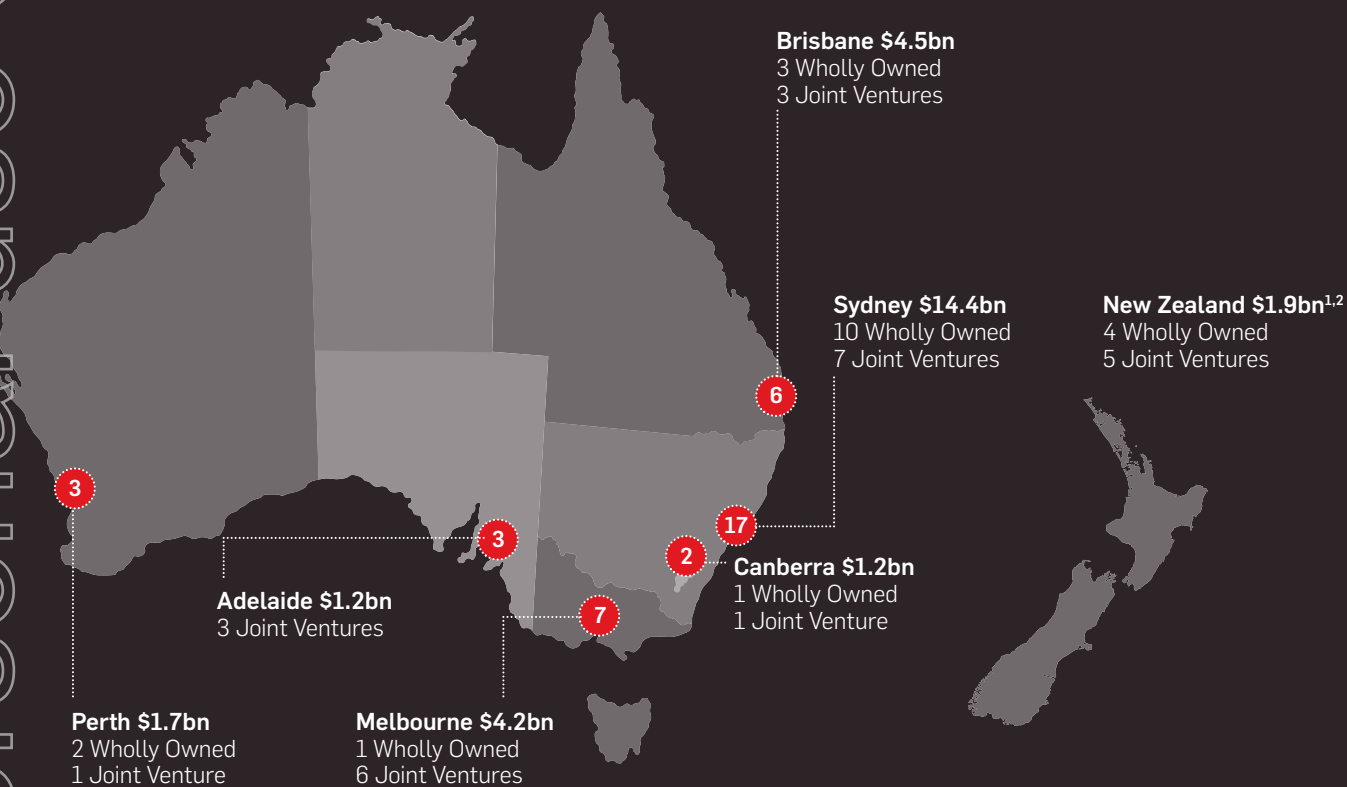 Brisbane $4.5bn
3 Wholly Owned
3 Joint Ventures
Sydney $14.4bn
10 Wholly Owned
7 Joint Ventures
New Zealand $1.9bn1,2
4 Wholly Owned
5 Joint Ventures
6
3
17
3
2
Canberra $1.2bn
1 Wholly Owned
1 Joint Venture
Adelaide $1.2bn
3 Joint Ventures
7
Perth $1.7bn
2 Wholly Owned
1 Joint Venture
Melbourne $4.2bn
1 Wholly Owned
6 Joint Ventures